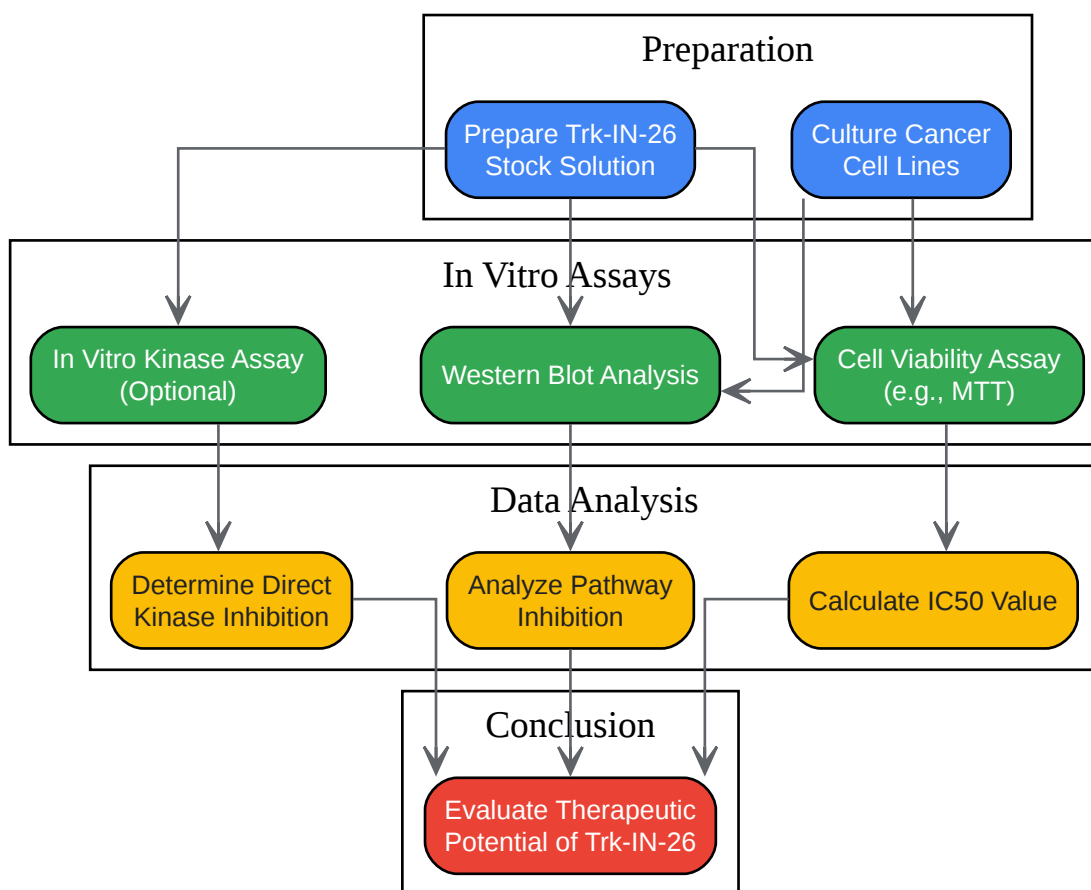 Preparation
Prepare Trk-IN-26
Stock Solution
Culture Cancer
Cell Lines
In Vitro Assays
In Vitro Kinase Assay
(Optional)
Western Blot Analysis
Cell Viability Assay
(e.g., MTT)
Data Analysis
Determine Direct
Kinase Inhibition
Analyze Pathway
Inhibition
Calculate IC50 Value
Conclusion
Evaluate Therapeutic
Potential of Trk-IN-26